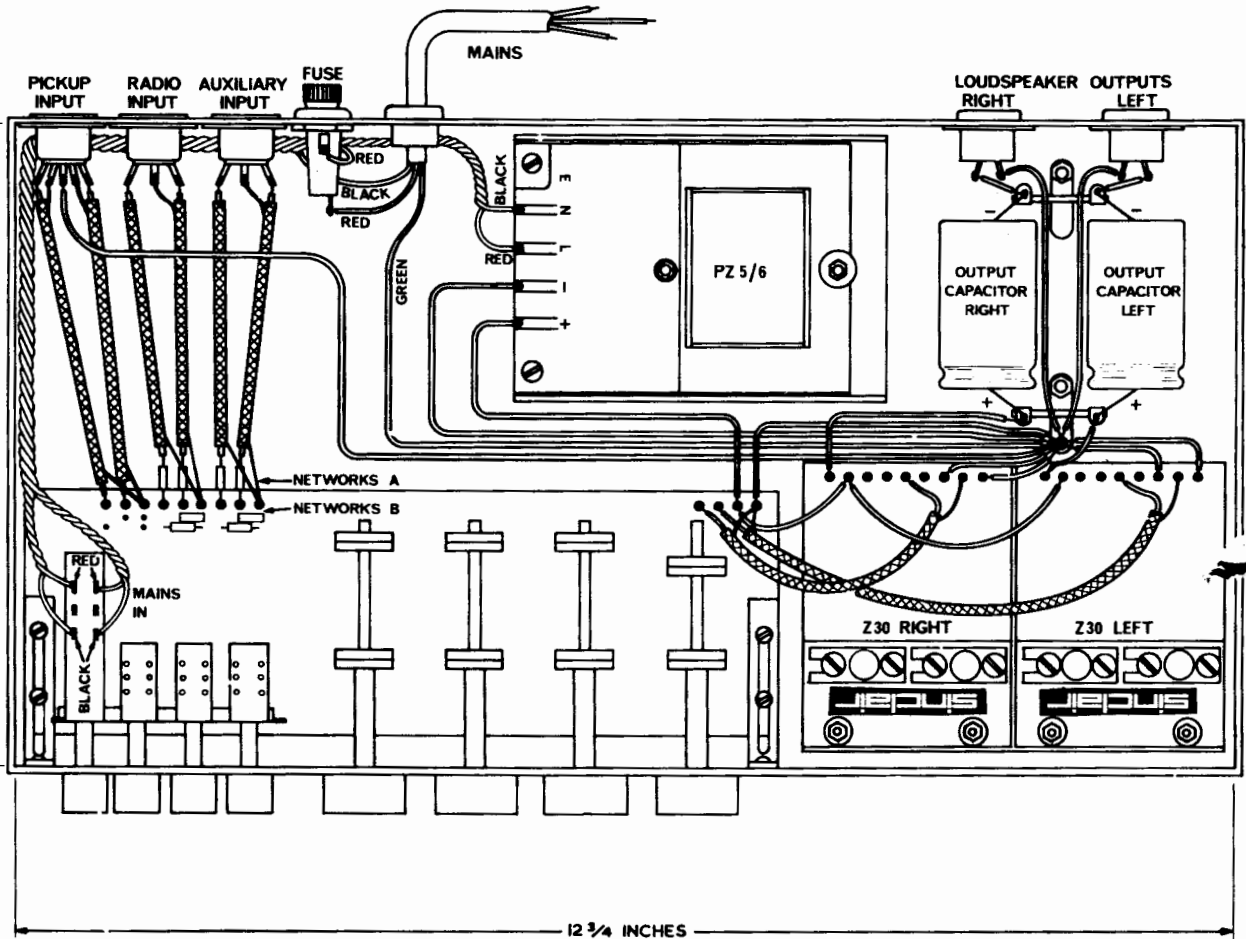 MAINS
PICKUP
INPUT
RADIO
INPUT
AUXILIARY
INPUT
FUSE
LOUDSPEAKER OUTPUTS
RIGHT
LEFT
RED
BLACK
RED
GREEN
BLACK
RED
E
N
L
-
+
PZ 5/6
-
-
OUTPUT
CAPACITOR
RIGHT
OUTPUT
CAPACITOR
LEFT
+
+
NETWORKS A
NETWORKS B
RED
MAINS
IN
BLACK
Z30 RIGHT
Z30 LEFT
12 3/4 INCHES